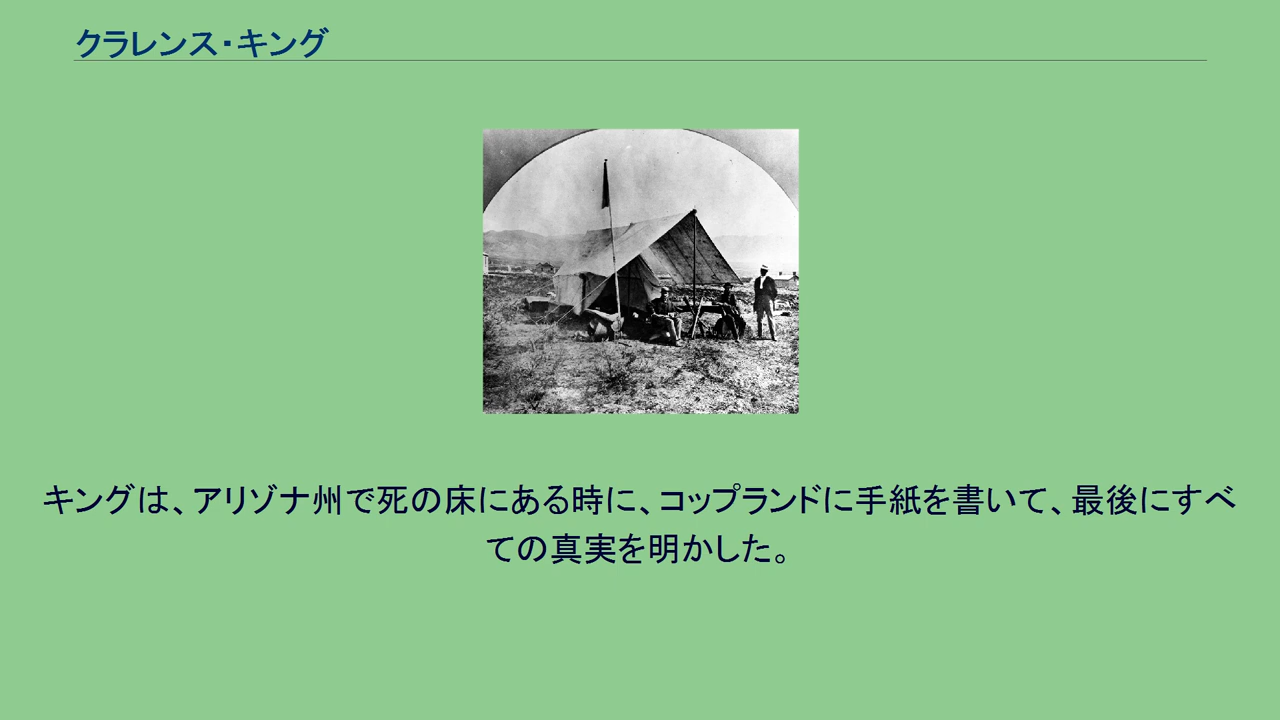 クラレンス・キング
キングは、アリゾナ州で死の床にある時に、コップランドに手紙を書いて、最後にすべ
ての真実を明かした。